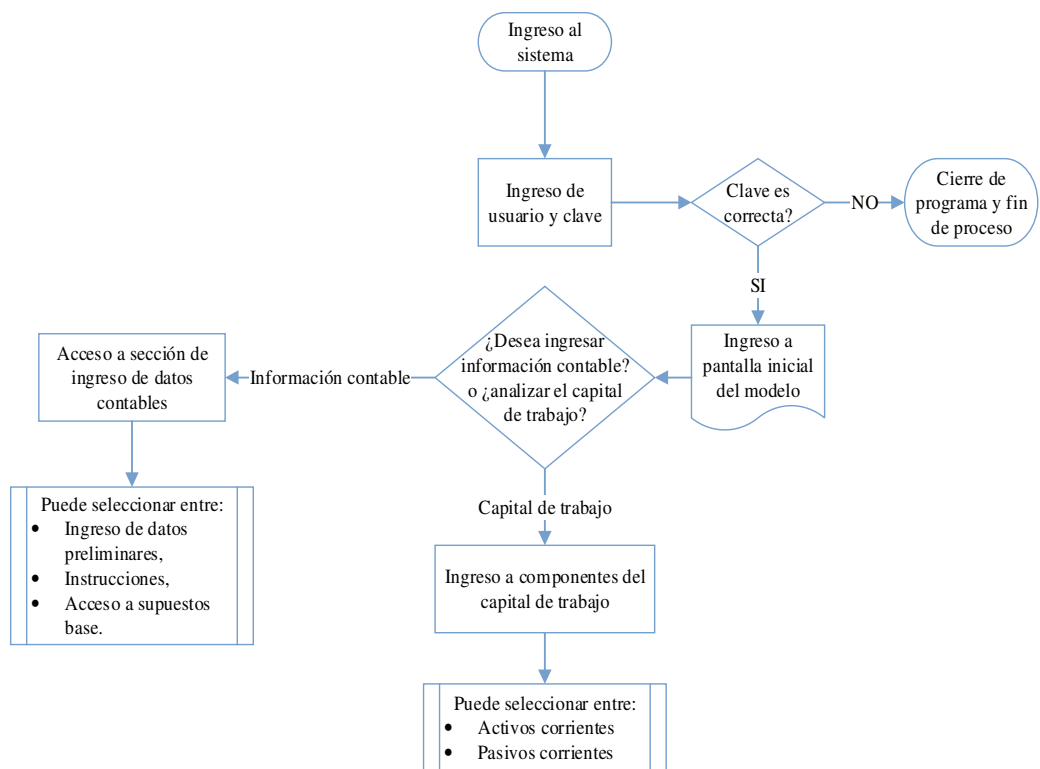 Ingreso al
sistema
Ingreso de
usuario y clave
Clave es
correcta?
NO
Cierre de
programa y fin
de proceso
SI
Ingreso a
pantalla inicial
del modelo
¿Desea ingresar
información contable?
o ¿analizar el capital
de trabajo?
Información contable
Acceso a sección de
ingreso de datos
contables
Puede seleccionar entre:
• Ingreso de datos
preliminares,
• Instrucciones,
• Acceso a supuestos
base.
Capital de trabajo
Ingreso a componentes del
capital de trabajo
Puede seleccionar entre:
• Activos corrientes
• Pasivos corrientes